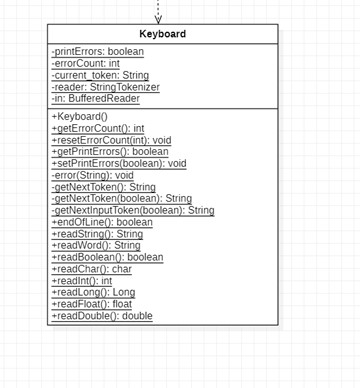 Keyboard
-printErrors: boolean
-errorCount: int
-current_token: String
-reader: StringTokenizer
-in: BufferedReader
+Keyboard()
+getErrorCount(): int
+resetErrorCount(int): void
+getPrintErrors(): boolean
+setPrintErrors(boolean): void
-error(String): void
-getNextToken(): String
-getNextToken(boolean): String
-getNextInputToken(boolean): String
+endOfLine(): boolean
+readString(): String
+readWord(): String
+readBoolean(): boolean
+readChar(): char
+readInt(): int
+readLong(): Long
+readFloat(): float
+readDouble(): double